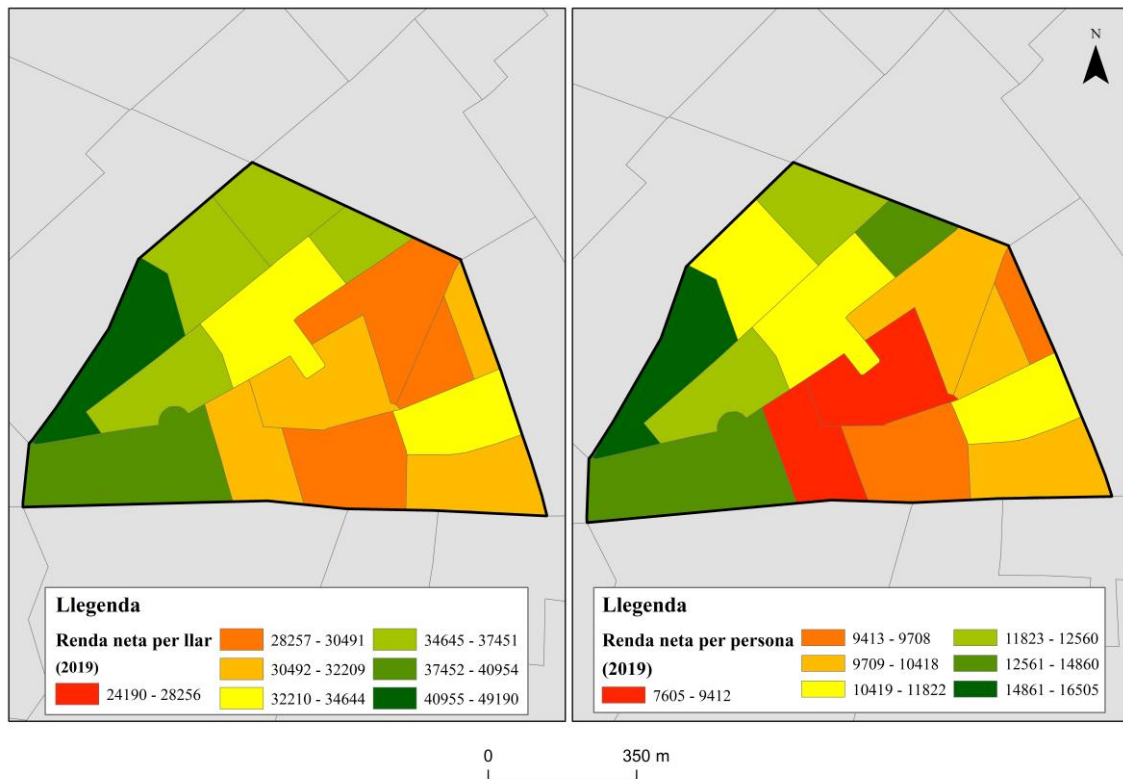 N
Llegenda
Renda neta per llar
(2019)
24190 - 28256
28257 - 30491
30492 - 32209
32210 - 34644
34645 - 37451
37452 - 40954
40955 - 49190
Llegenda
Renda neta per persona
(2019)
7605 - 9412
9413 - 9708
9709 - 10418
10419 - 11822
11823 - 12560
12561 - 14860
14861 - 16505
0 350 m